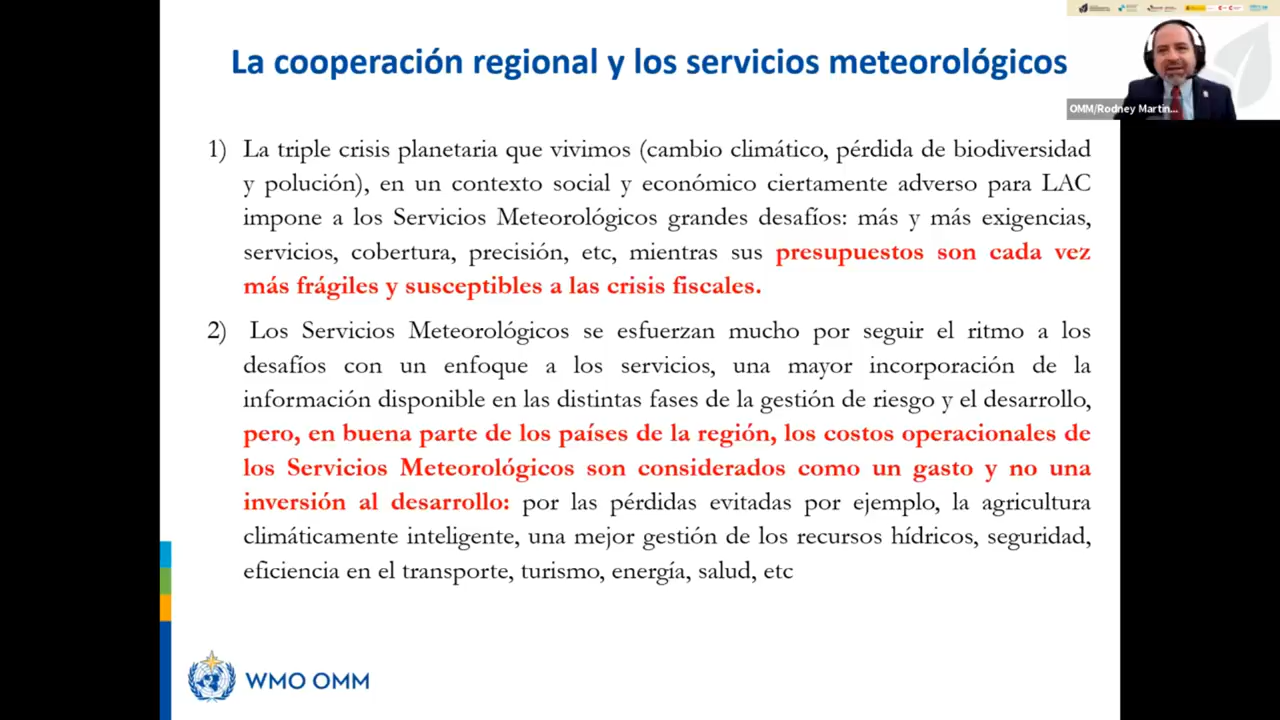 La cooperación regional y los servicios meteorológicos
OMM/Rodney Martin...
1) La triple crisis planetaria que vivimos (cambio climático, pérdida de biodiversidad
y polución), en un contexto social y económico ciertamente adverso para LAC
impone a los Servicios Meteorológicos grandes desafíos: más y más exigencias,
servicios, cobertura, precisión, etc, mientras sus presupuestos son cada vez
más frágiles y susceptibles a las crisis fiscales.
2) Los Servicios Meteorológicos se esfuerzan mucho por seguir el ritmo a los
desafíos con un enfoque a los servicios, una mayor incorporación de la
información disponible en las distintas fases de la gestión de riesgo y el desarrollo,
pero, en buena parte de los países de la región, los costos operacionales de
los Servicios Meteorológicos son considerados como un gasto y no una
inversión al desarrollo: por las pérdidas evitadas por ejemplo, la agricultura
climáticamente inteligente, una mejor gestión de los recursos hídricos, seguridad,
eficiencia en el transporte, turismo, energía, salud, etc
WMO OMM